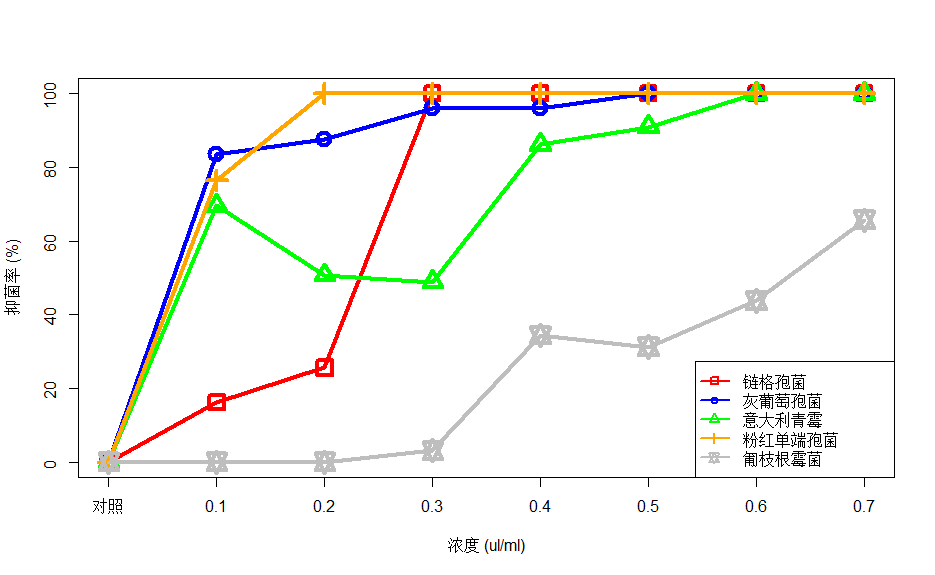 抑菌率 (%)
100
80
60
40
20
0
链格孢菌
灰葡萄孢菌
意大利青霉
粉红单端孢菌
匍枝根霉菌
对照 0.1 0.2 0.3 0.4 0.5 0.6 0.7
浓度 (ul/ml)